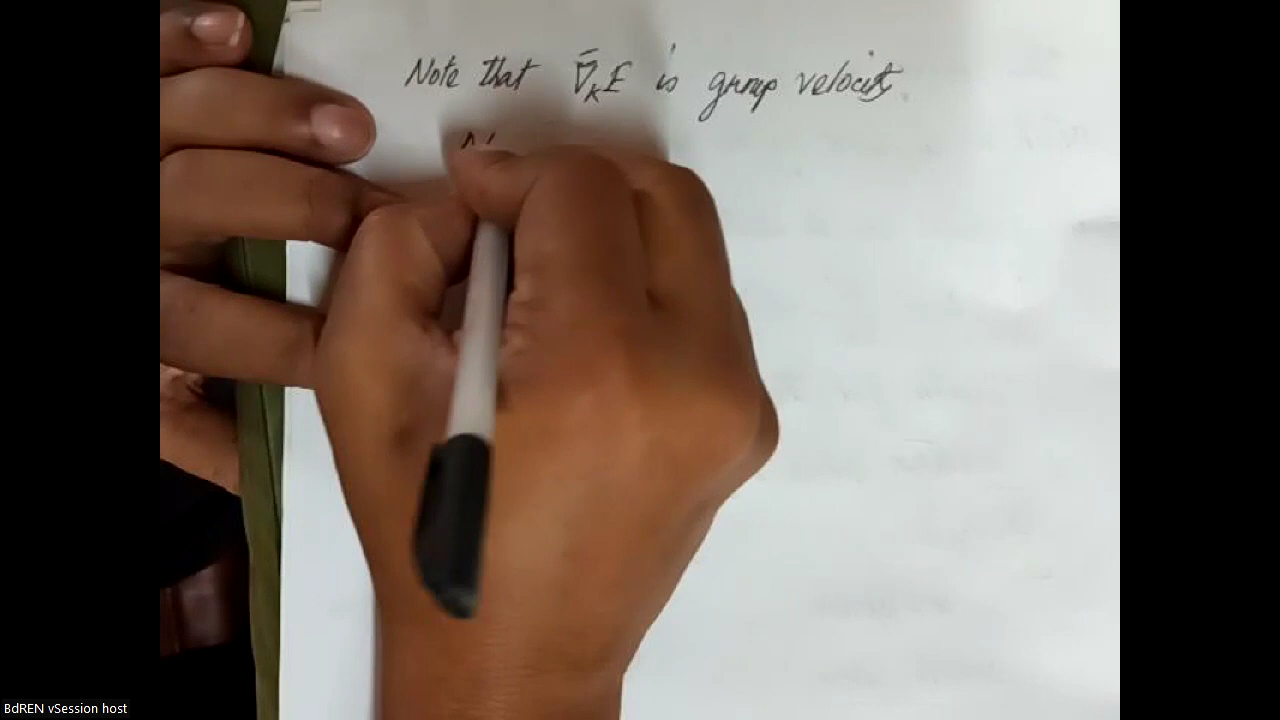 Note that ∇̄ₖE is group velocity.
N
BdREN vSession host